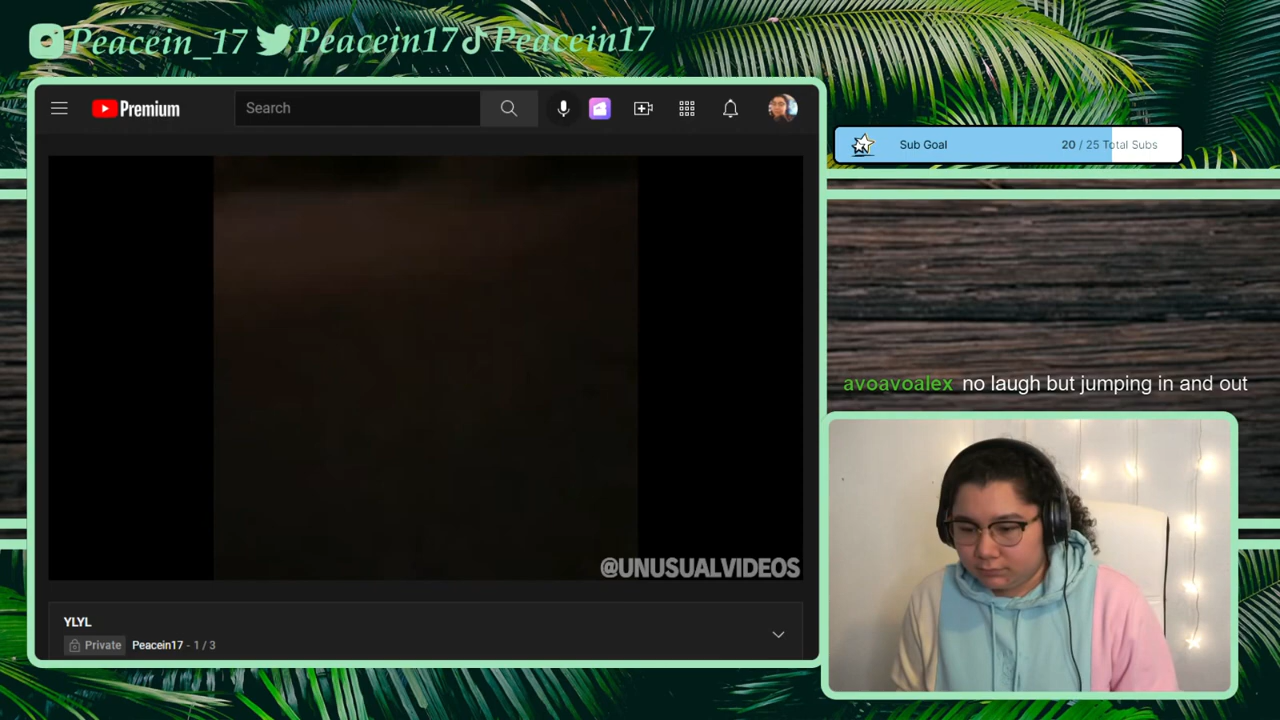 Peacein_17 Peacein17 Peacein17
Premium
Search
Sub Goal
20 / 25 Total Subs
avoavoalex no laugh but jumping in and out
@UNUSUALVIDEOS
YLYL
Private Peacein17 - 1 / 3